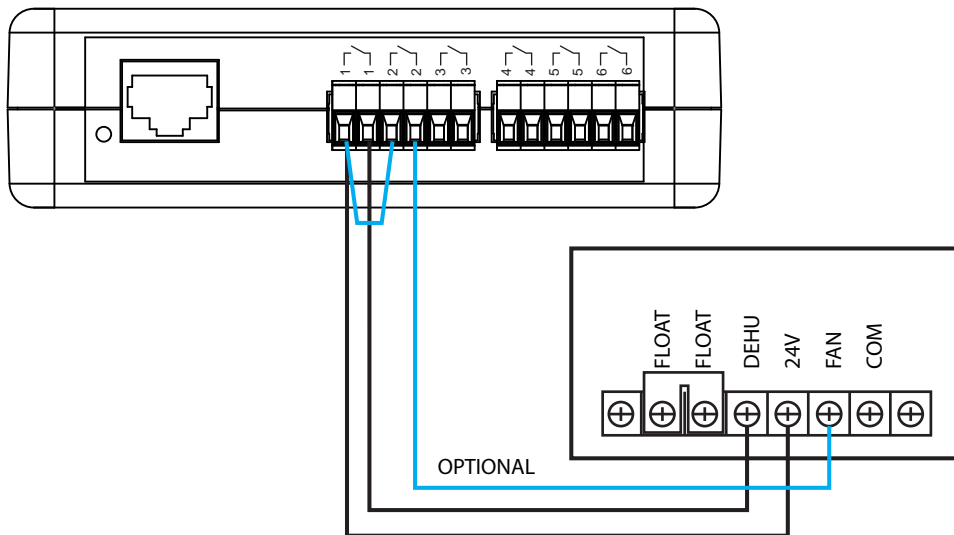 1 1 2 2 3 3 4 4 5 5 6 6
FLOAT
FLOAT
DEHU
24V
FAN
COM
OPTIONAL